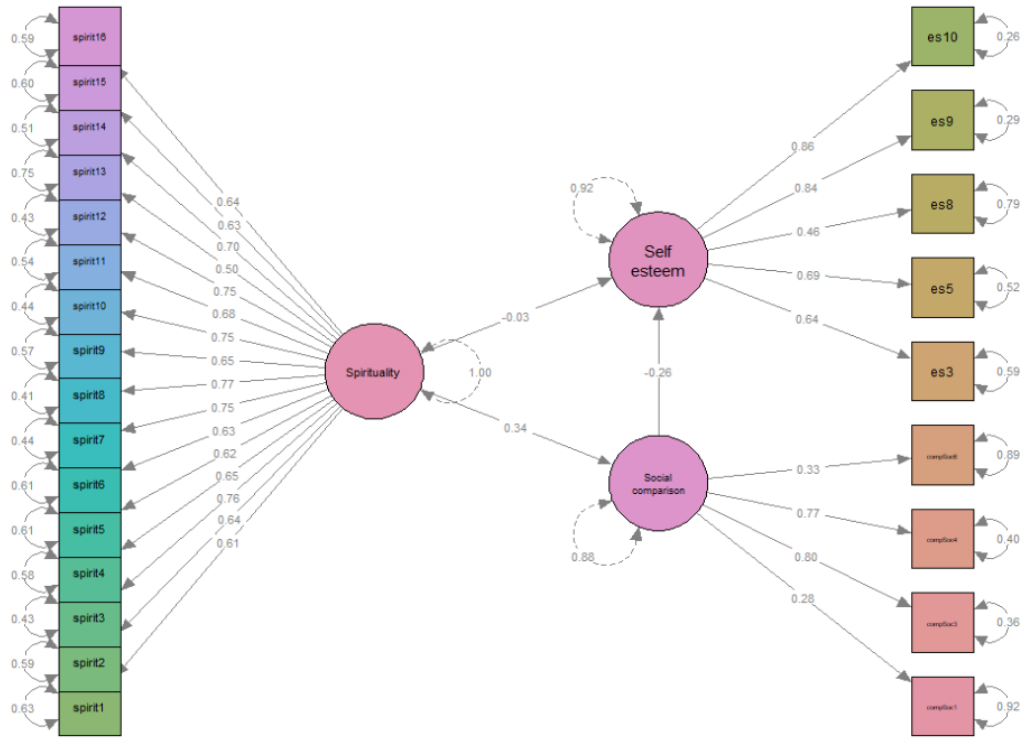 0.59
spirit16
0.60
spirit15
0.51
spirit14
0.75
spirit13
0.43
spirit12
0.54
spirit11
0.44
spirit10
0.57
spirit9
0.41
spirit8
0.44
spirit7
0.61
spirit6
0.61
spirit5
0.58
spirit4
0.43
spirit3
0.59
spirit2
0.63
spirit1
0.64
0.63
0.70
0.50
0.75
0.68
0.75
0.65
0.77
0.75
0.63
0.62
0.65
0.76
0.64
0.61
Spirituality
1.00
-0.03
0.34
0.92
Self
esteem
-0.26
Social
comparison
0.88
0.86
0.84
0.46
0.69
0.64
0.33
0.77
0.80
0.28
es10
0.26
es9
0.29
es8
0.79
es5
0.52
es3
0.59
0.89
compSoc4
0.40
compSoc3
0.36
compSoc1
0.92